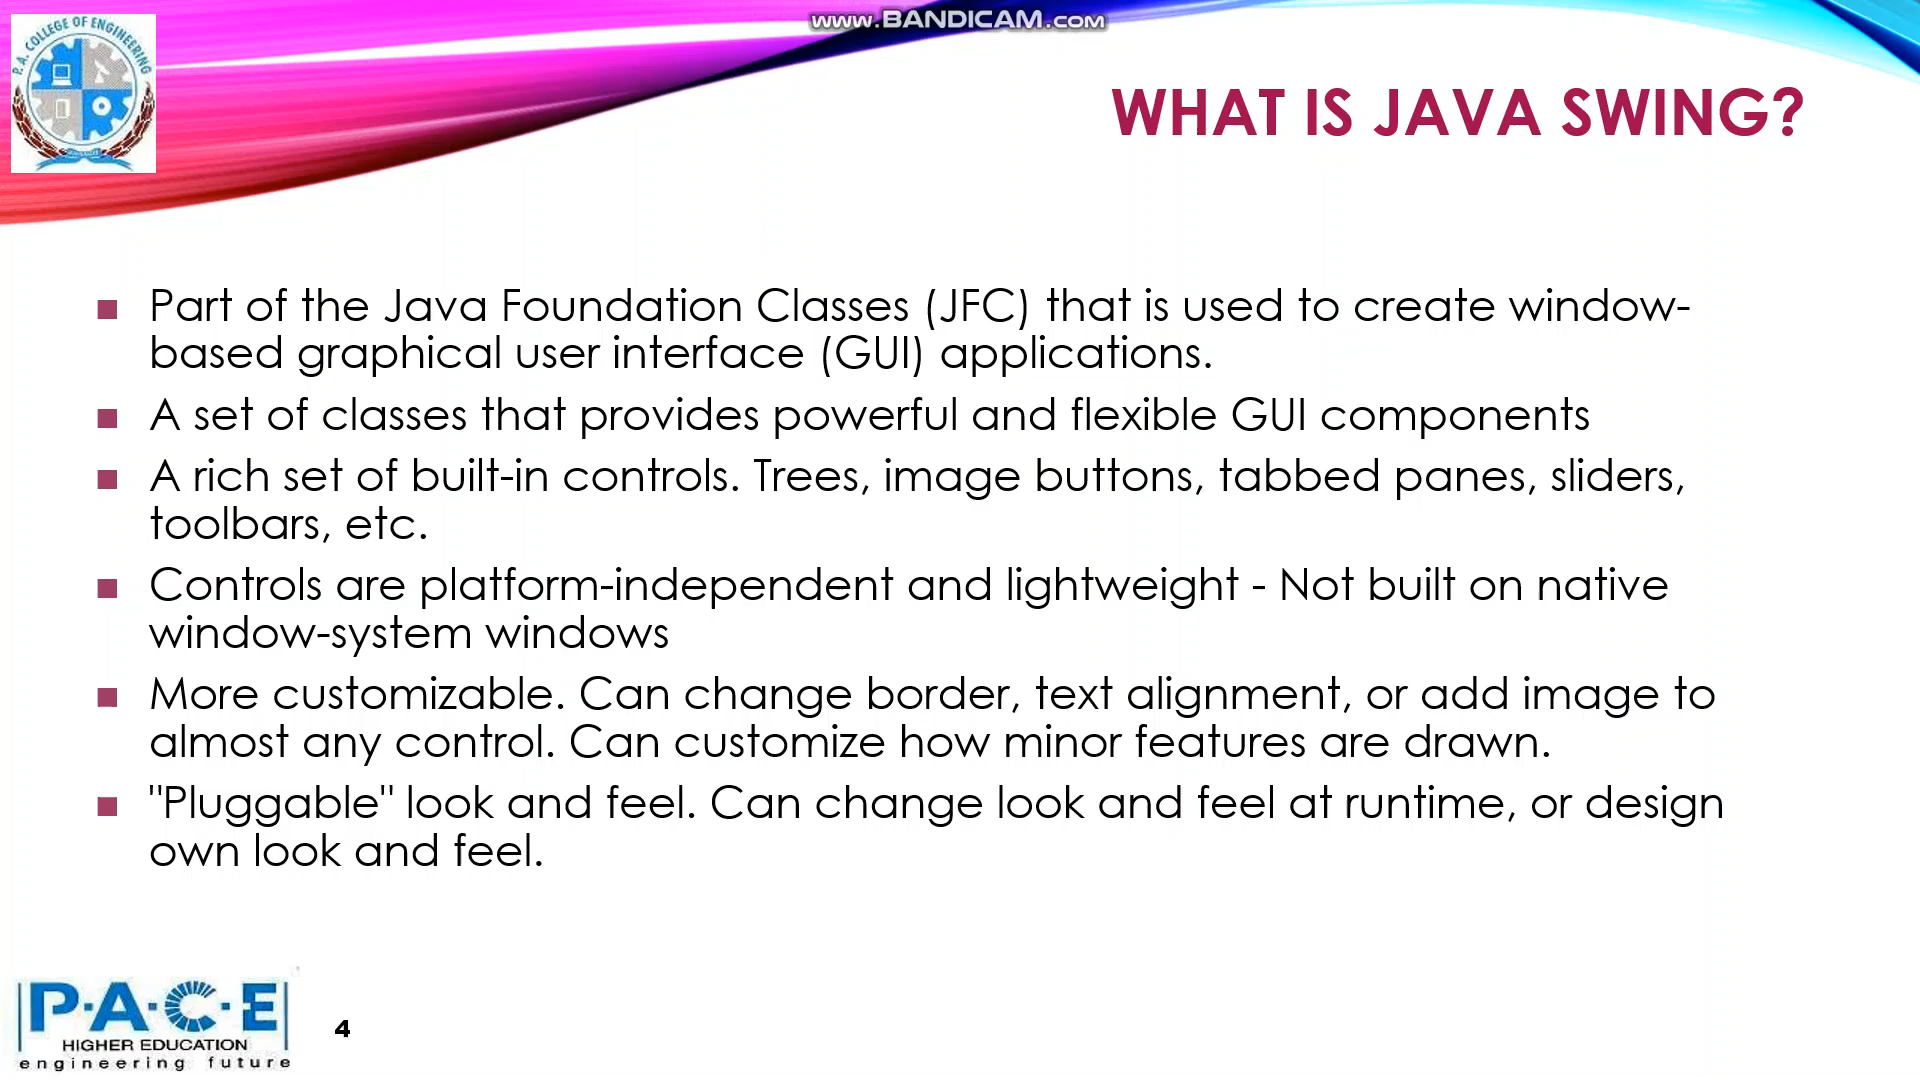 www.BANDICAM.com
P.A. COLLEGE OF ENGINEERING
WHAT IS JAVA SWING?
Part of the Java Foundation Classes (JFC) that is used to create window-
based graphical user interface (GUI) applications.
A set of classes that provides powerful and flexible GUI components
A rich set of built-in controls. Trees, image buttons, tabbed panes, sliders,
toolbars, etc.
Controls are platform-independent and lightweight - Not built on native
window-system windows
More customizable. Can change border, text alignment, or add image to
almost any control. Can customize how minor features are drawn.
"Pluggable" look and feel. Can change look and feel at runtime, or design
own look and feel.
P·A·C·E
HIGHER EDUCATION
engineering future
4